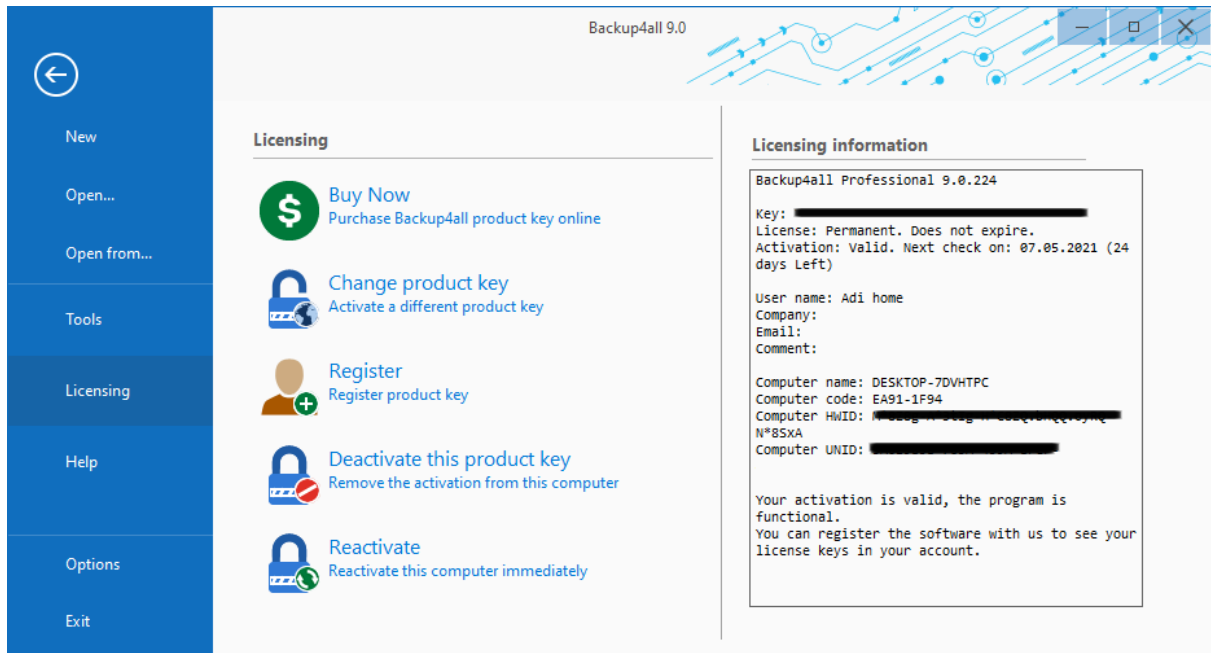 Backup4all 9.0
New
Open...
Open from...
Tools
Licensing
Help
Options
Exit
Licensing
Buy Now
Purchase Backup4all product key online
Change product key
Activate a different product key
Register
Register product key
Deactivate this product key
Remove the activation from this computer
Reactivate
Reactivate this computer immediately
Licensing information
Backup4all Professional 9.0.224
Key:
License: Permanent. Does not expire.
Activation: Valid. Next check on: 07.05.2021 (24
days Left)
User name: Adi home
Company:
Email:
Comment:
Computer name: DESKTOP-7DVHTPC
Computer code: EA91-1F94
Computer HWID:
N*8SxA
Computer UNID:
Your activation is valid, the program is
functional.
You can register the software with us to see your
license keys in your account.